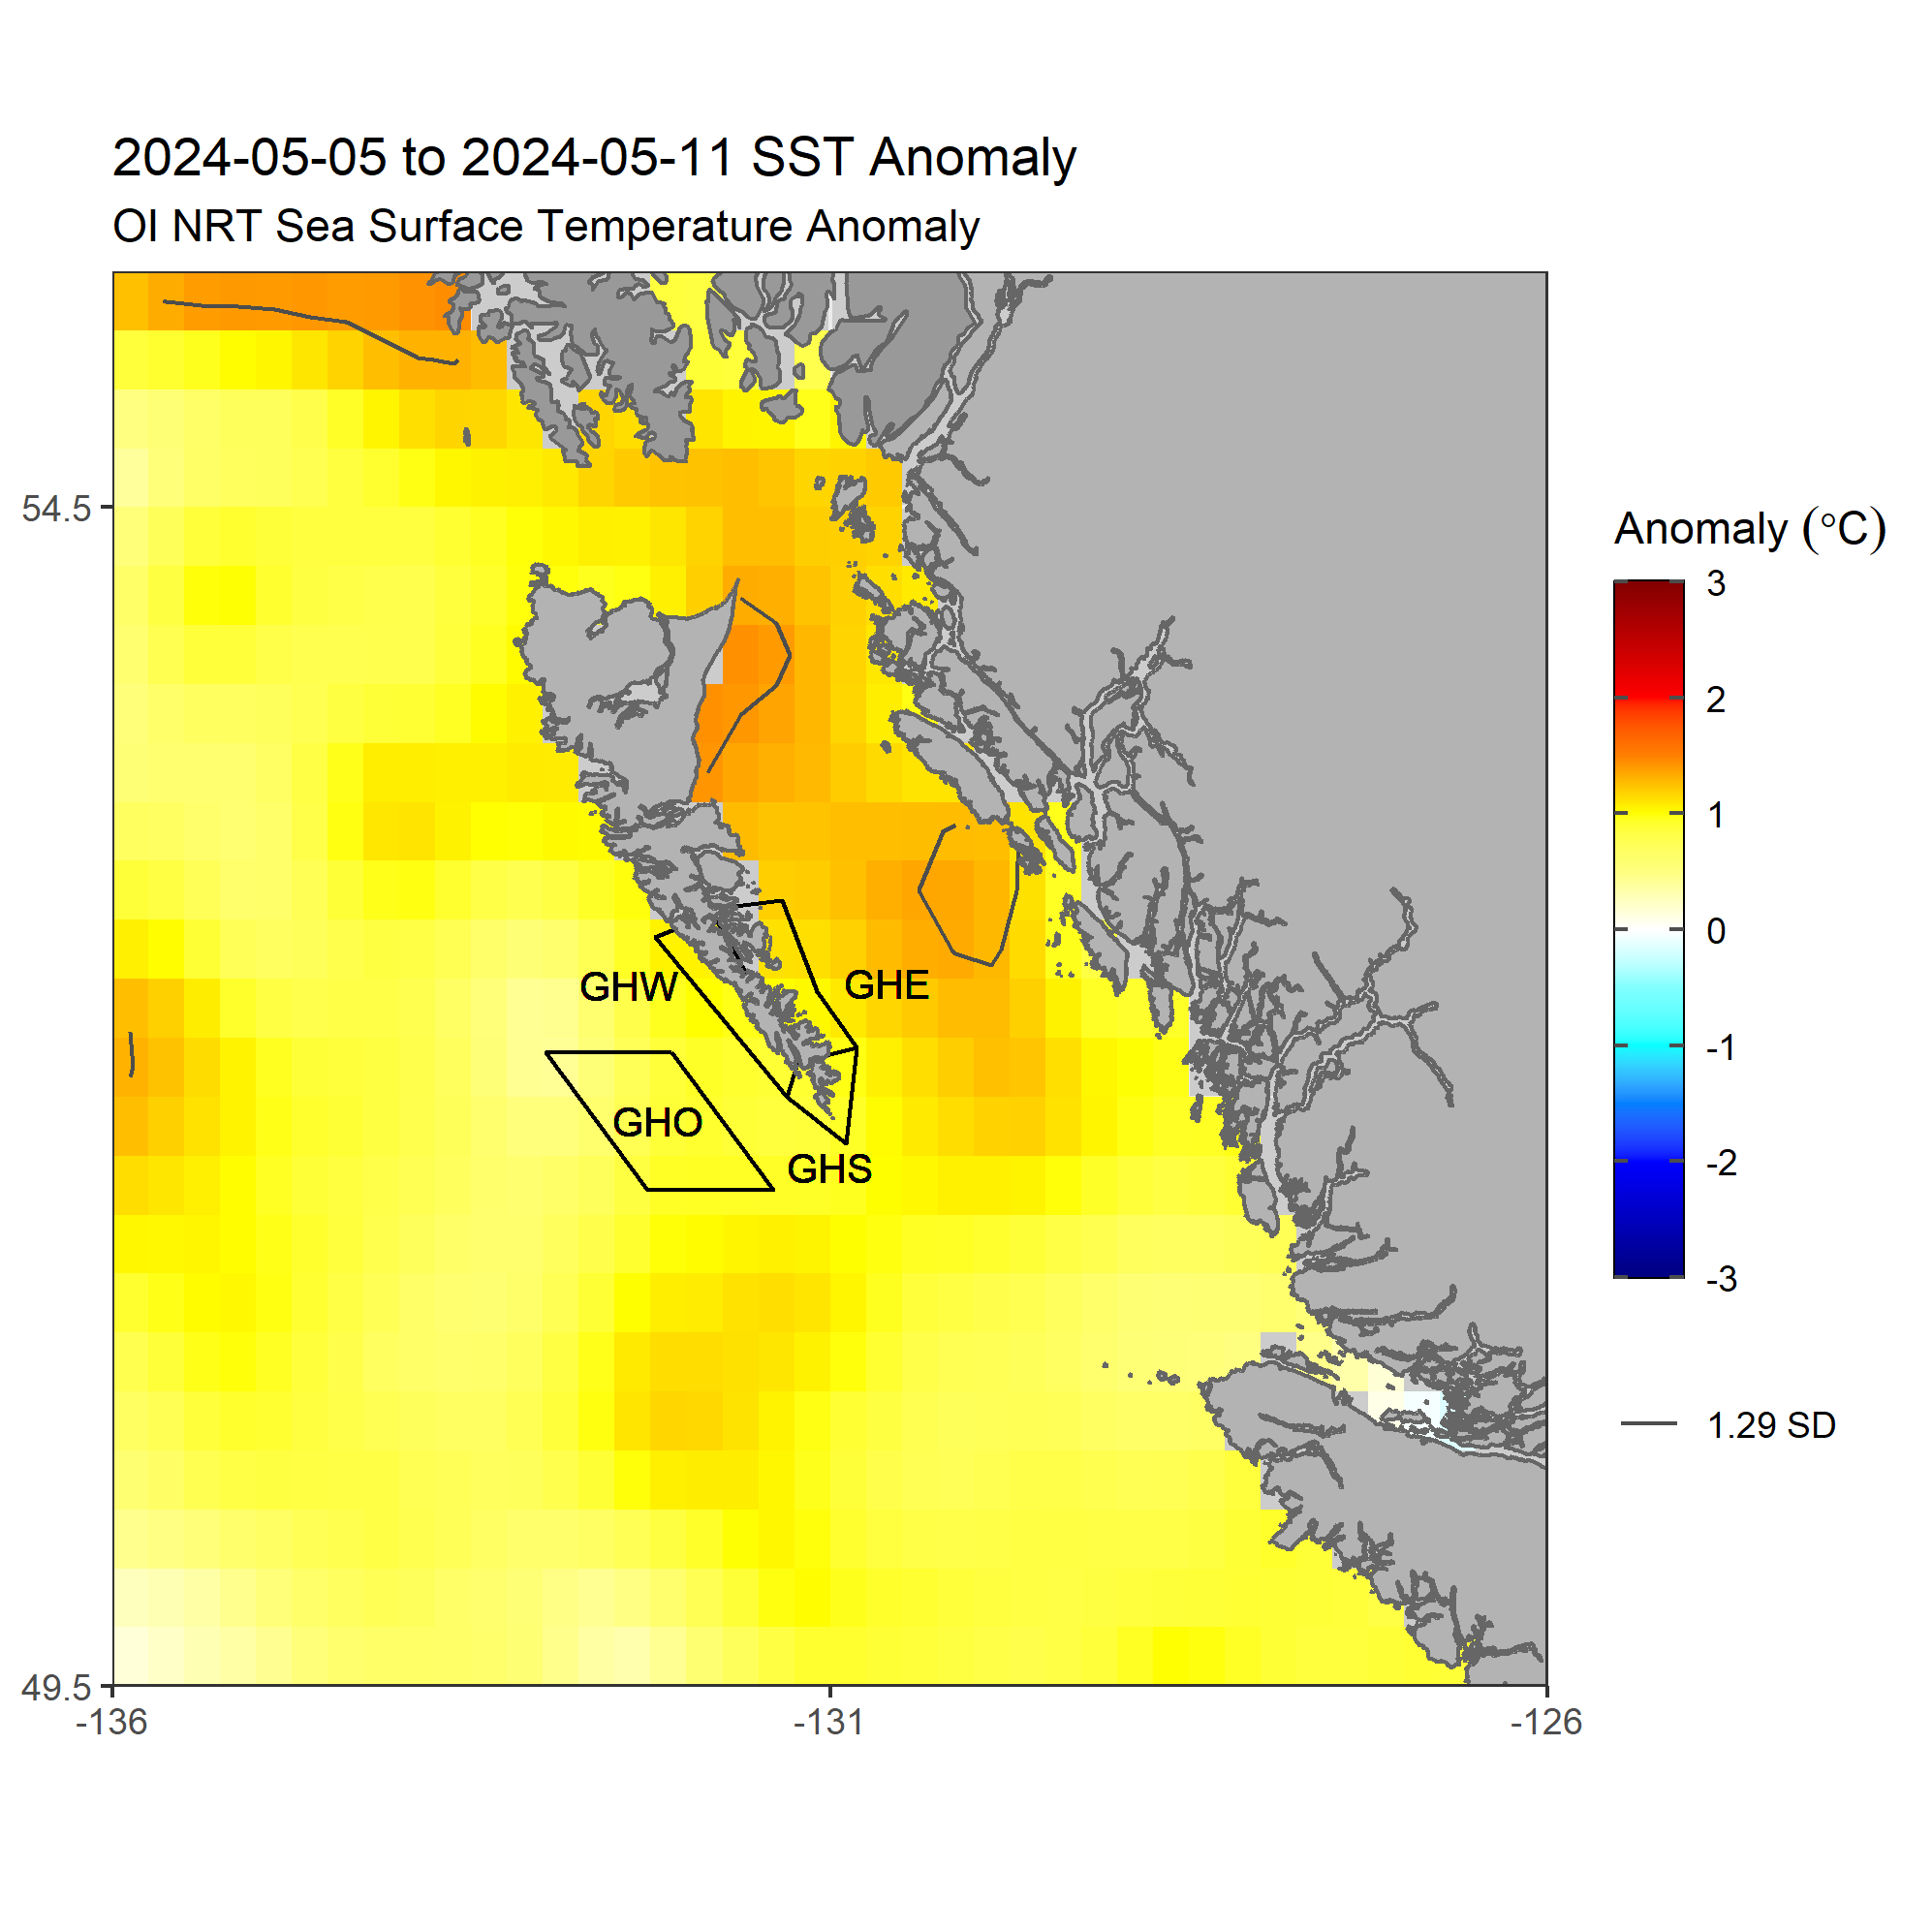 2024-05-05 to 2024-05-11 SST Anomaly
OI NRT Sea Surface Temperature Anomaly
54.5
49.5
-136
-131
-126
GHW
GHE
GHO
GHS
Anomaly (°C)
3
2
1
0
-1
-2
-3
1.29 SD